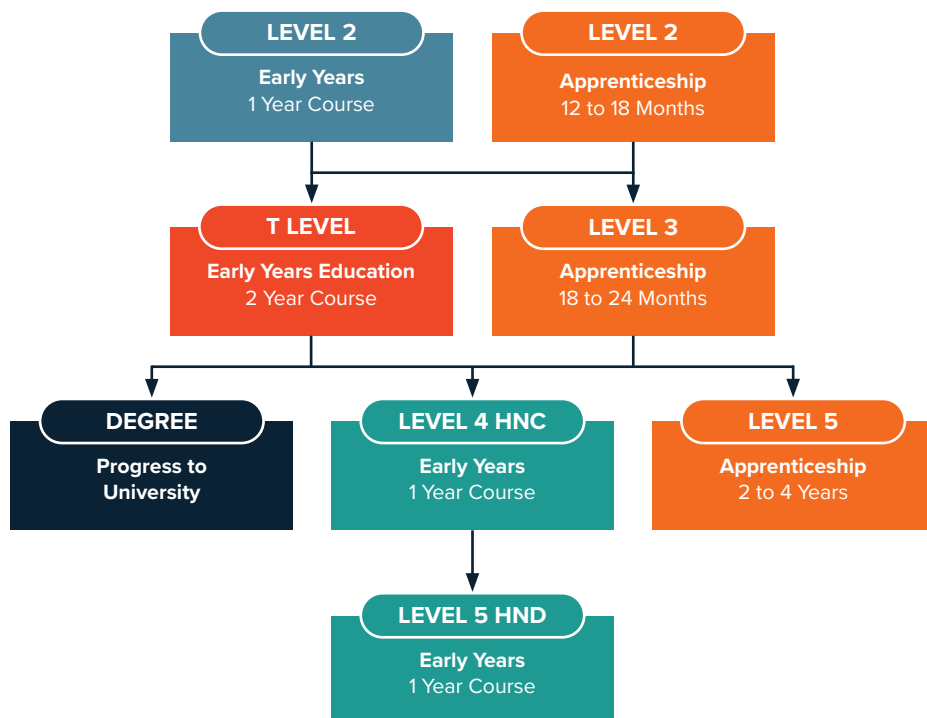 LEVEL 2
Early Years
1 Year Course
LEVEL 2
Apprenticeship
12 to 18 Months
T LEVEL
Early Years Education
2 Year Course
LEVEL 3
Apprenticeship
18 to 24 Months
DEGREE
Progress to
University
LEVEL 4 HNC
Early Years
1 Year Course
LEVEL 5
Apprenticeship
2 to 4 Years
LEVEL 5 HND
Early Years
1 Year Course